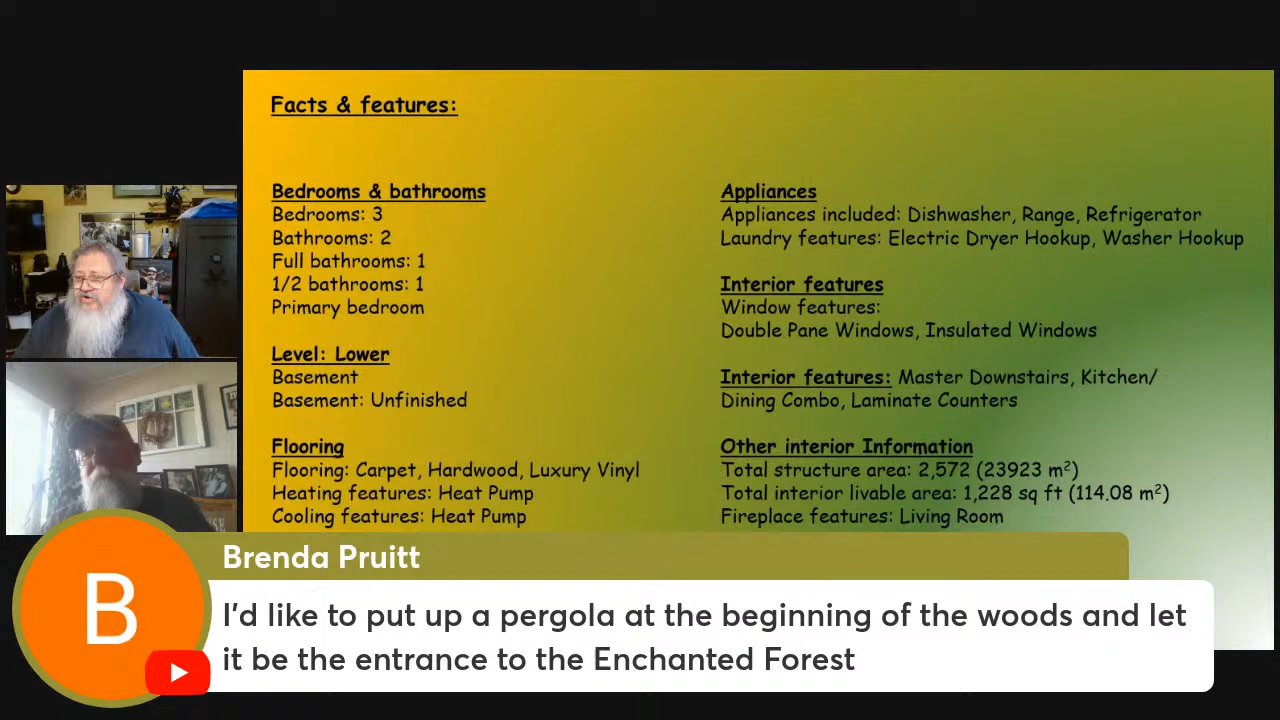 Facts & features:
Bedrooms & bathrooms
Bedrooms: 3
Bathrooms: 2
Full bathrooms: 1
1/2 bathrooms: 1
Primary bedroom
Level: Lower
Basement
Basement: Unfinished
Flooring
Flooring: Carpet, Hardwood, Luxury Vinyl
Heating features: Heat Pump
Cooling features: Heat Pump
Appliances
Appliances included: Dishwasher, Range, Refrigerator
Laundry features: Electric Dryer Hookup, Washer Hookup
Interior features
Window features:
Double Pane Windows, Insulated Windows
Interior features: Master Downstairs, Kitchen/
Dining Combo, Laminate Counters
Other interior Information
Total structure area: 2,572 (23923 m²)
Total interior livable area: 1,228 sq ft (114.08 m²)
Fireplace features: Living Room
B
Brenda Pruitt
I'd like to put up a pergola at the beginning of the woods and let
it be the entrance to the Enchanted Forest